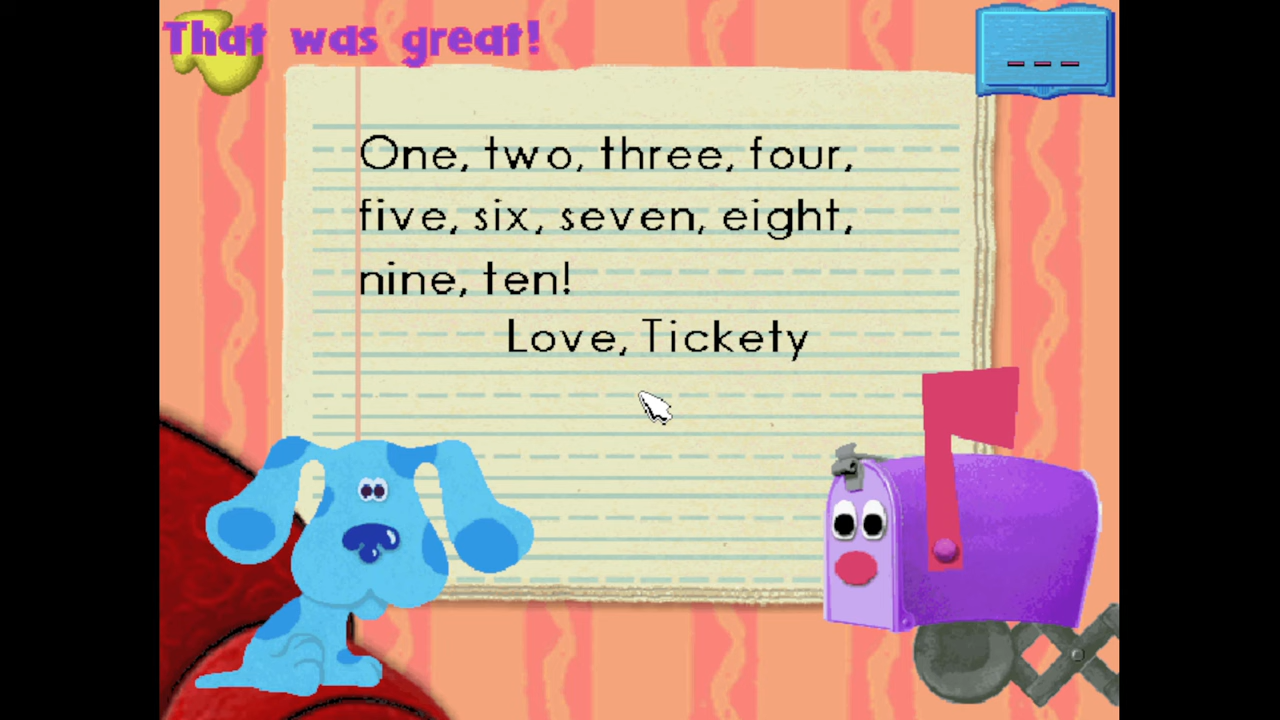 That was great!
One, two, three, four,
five, six, seven, eight,
nine, ten!
Love, Tickety